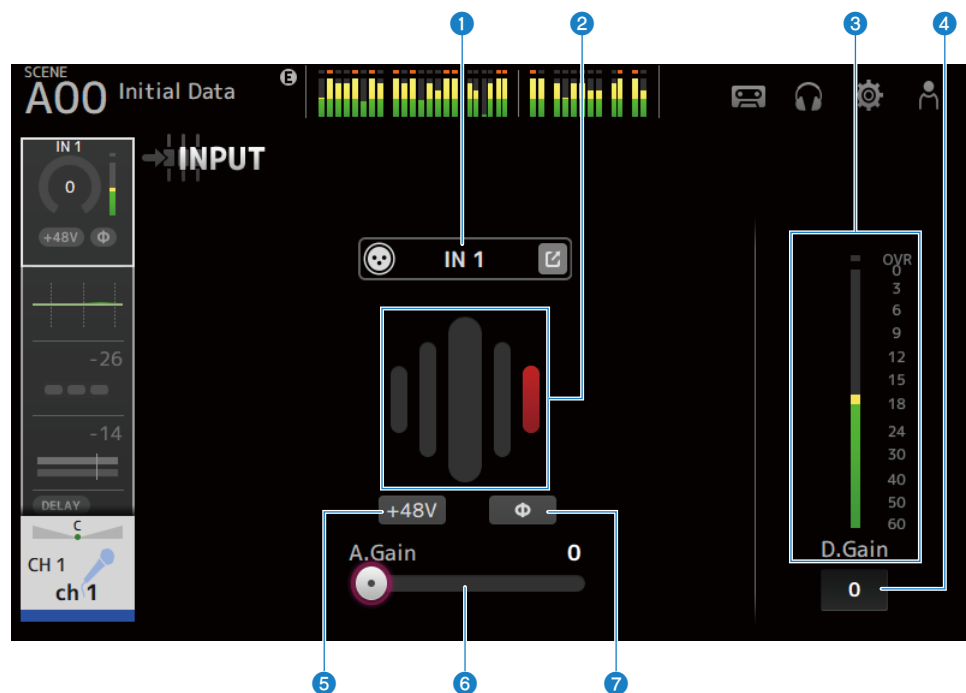 1 2 3 4
SCENE
A00 Initial Data E
IN 1
0
+48V Φ
INPUT
IN 1
OVR
0
3
6
9
12
15
18
24
30
40
50
60
-26
-14
DELAY
C
CH 1
ch 1
+48V Φ
A.Gain 0
D.Gain
0
5 6 7